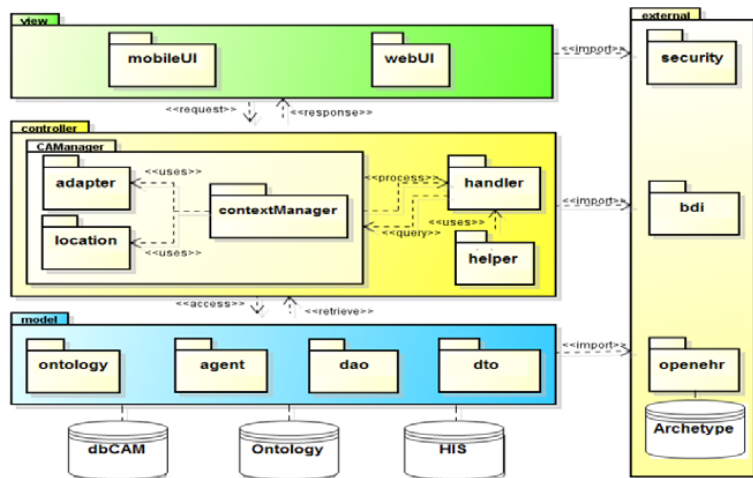 view
external
mobileUI
webUI
<<import>>
security
<<request>>
<<response>>
controller
CAManager
<<uses>>
adapter
<<process>>
handler
contextManager
<<import>>
bdi
location
<<uses>>
<<query>>
<<uses>>
helper
<<access>>
<<retrieve>>
model
<<import>>
ontology
agent
dao
dto
openehr
dbCAM
Ontology
HIS
Archetype